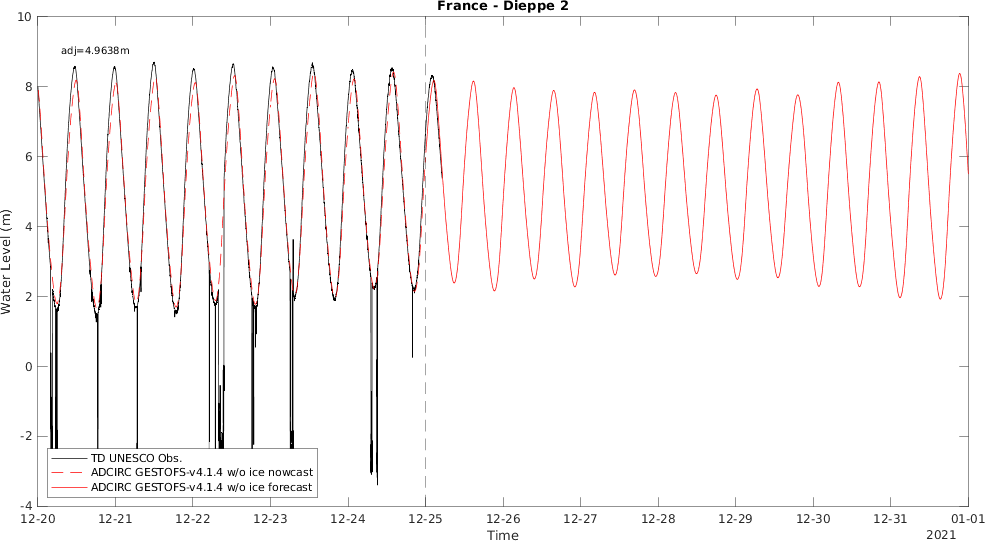 France - Dieppe 2
adj=4.9638m
10
8
6
4
2
0
-2
-4
Water Level (m)
TD UNESCO Obs.
ADCIRC GESTOFS-v4.1.4 w/o ice nowcast
ADCIRC GESTOFS-v4.1.4 w/o ice forecast
12-20 12-21 12-22 12-23 12-24 12-25 12-26 12-27 12-28 12-29 12-30 12-31 01-01
Time
2021